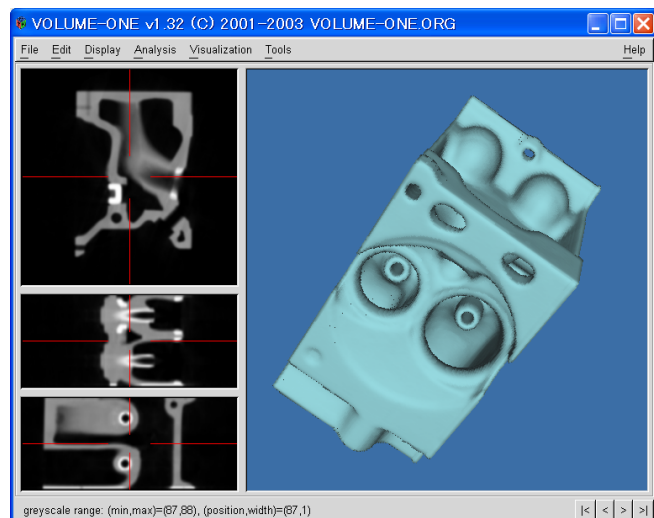 VOLUME-ONE v1.32 (C) 2001-2003 VOLUME-ONE.ORG
File Edit Display Analysis Visualization Tools Help
greyscale range: (min,max)=(87,88), (position,width)=(87,1) |< < > >|